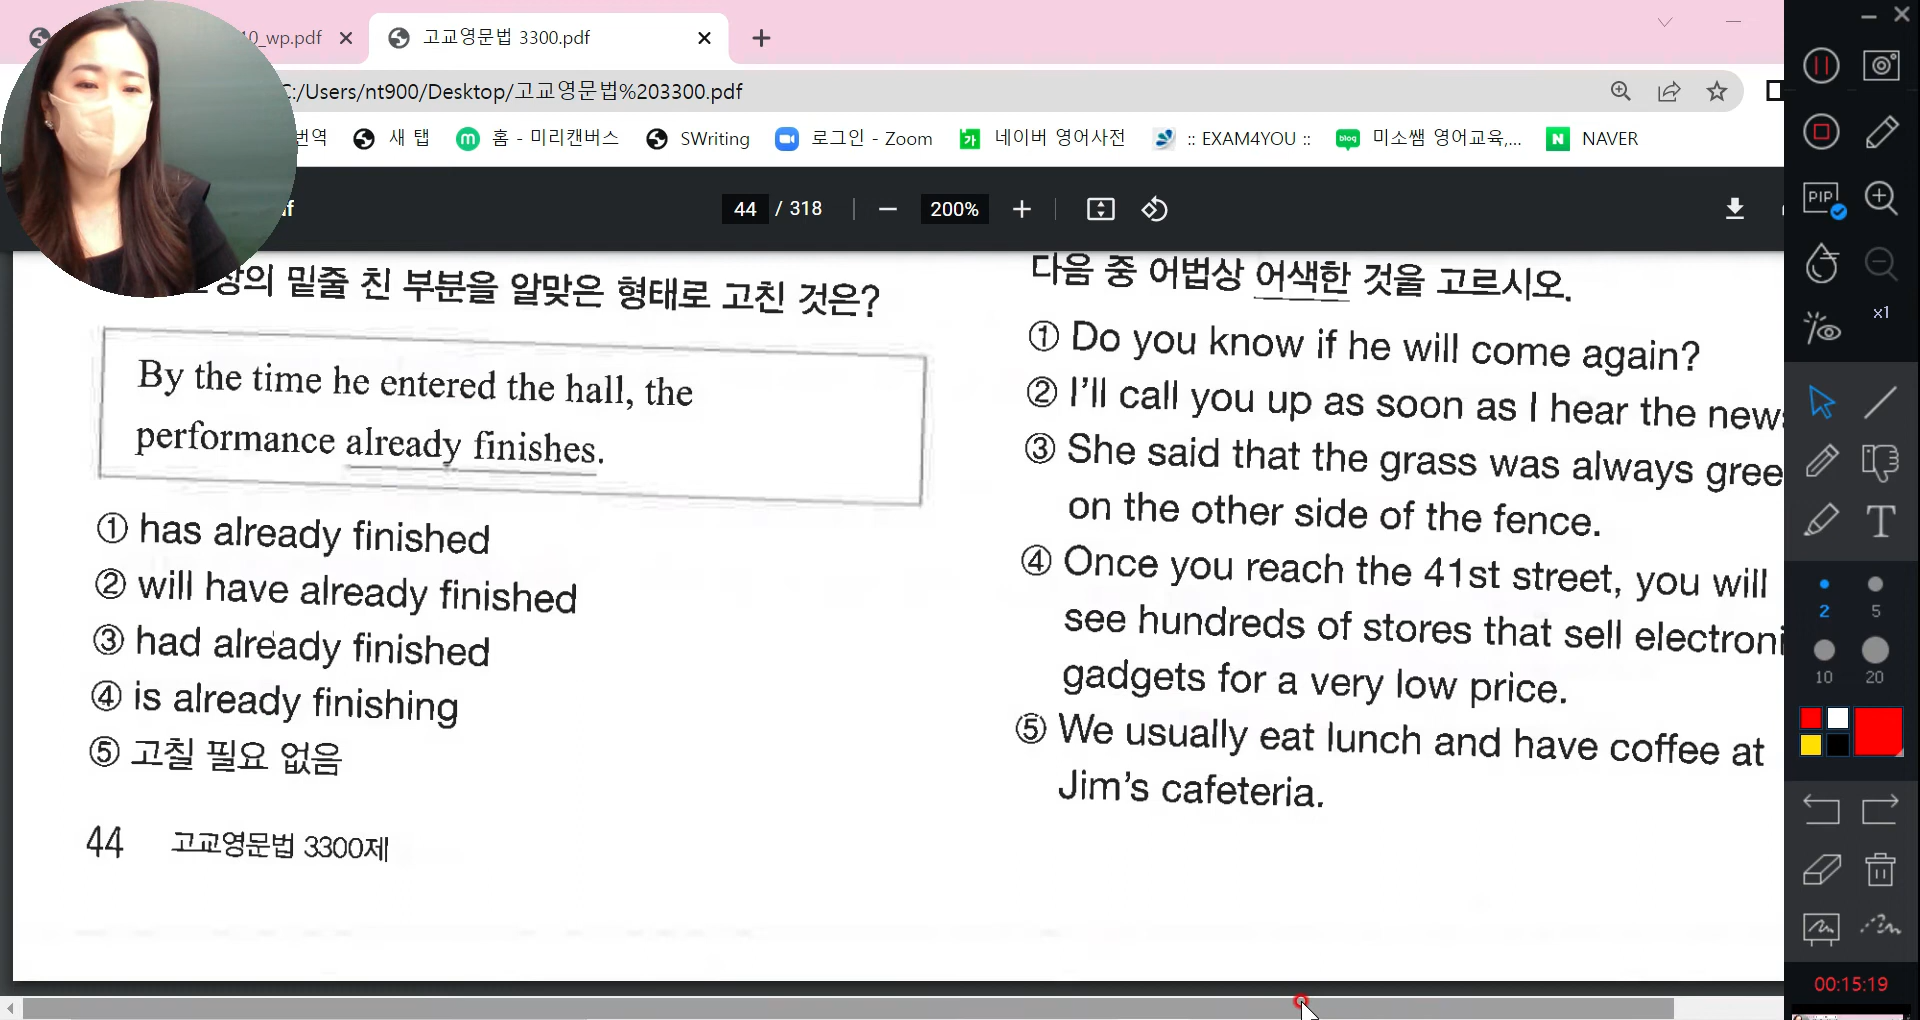 10_wp.pdf
고교영문법 3300.pdf
C:/Users/nt900/Desktop/고교영문법%203300.pdf
번역
새 탭
홈 - 미리캔버스
SWriting
로그인 - Zoom
네이버 영어사전
:: EXAM4YOU ::
미소쌤 영어교육,...
NAVER
44 / 318
200%
밑줄 친 부분을 알맞은 형태로 고친 것은?
By the time he entered the hall, the
performance already finishes.
① has already finished
② will have already finished
③ had already finished
④ is already finishing
⑤ 고칠 필요 없음
44 고교영문법 3300제
다음 중 어법상 어색한 것을 고르시오.
① Do you know if he will come again?
② I'll call you up as soon as I hear the new
③ She said that the grass was always gree
on the other side of the fence.
④ Once you reach the 41st street, you will
see hundreds of stores that sell electroni
gadgets for a very low price.
⑤ We usually eat lunch and have coffee at
Jim's cafeteria.
PIP
x1
T
2
5
10
20
00:15:19